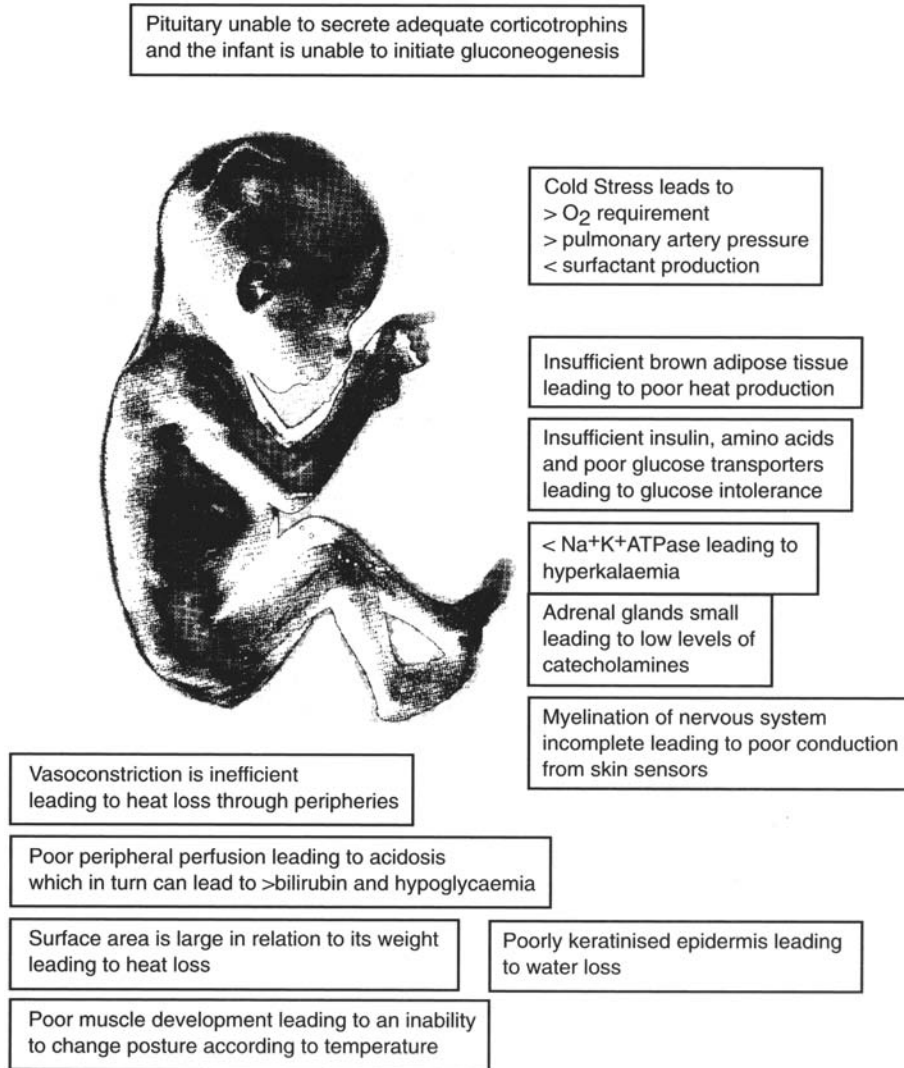 Pituitary unable to secrete adequate corticotrophins
and the infant is unable to initiate gluconeogenesis
Cold Stress leads to
> O2 requirement
> pulmonary artery pressure
< surfactant production
Insufficient brown adipose tissue
leading to poor heat production
Insufficient insulin, amino acids
and poor glucose transporters
leading to glucose intolerance
< Na+K+ATPase leading to
hyperkalaemia
Adrenal glands small
leading to low levels of
catecholamines
Myelination of nervous system
incomplete leading to poor conduction
from skin sensors
Vasoconstriction is inefficient
leading to heat loss through peripheries
Poor peripheral perfusion leading to acidosis
which in turn can lead to >bilirubin and hypoglycaemia
Surface area is large in relation to its weight
leading to heat loss
Poorly keratinised epidermis leading
to water loss
Poor muscle development leading to an inability
to change posture according to temperature